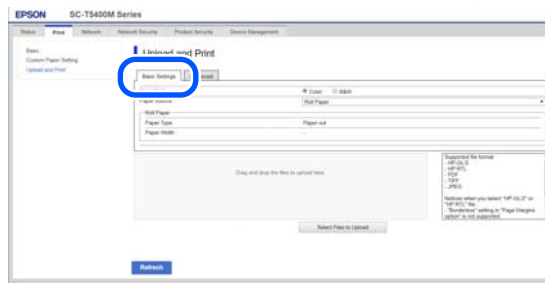 EPSON SC-T5400M Series
Status Print Network Network Security Product Security Device Management
Basic
Custom Paper Setting
Upload and Print
Upload and Print
Basic Settings
Color B&W
Roll Paper
Roll Paper
Paper Type Paper out
Paper Width -
Drag and drop the files to upload here.
Supported file format
- HP-GL/2
- HP RTL
- PDF
- TIFF
- JPEG
Notices when you select "HP-GL/2" or
"HP RTL" file.
- "Borderless" setting in "Page Margins
option" is not supported.
Select Files to Upload
Refresh